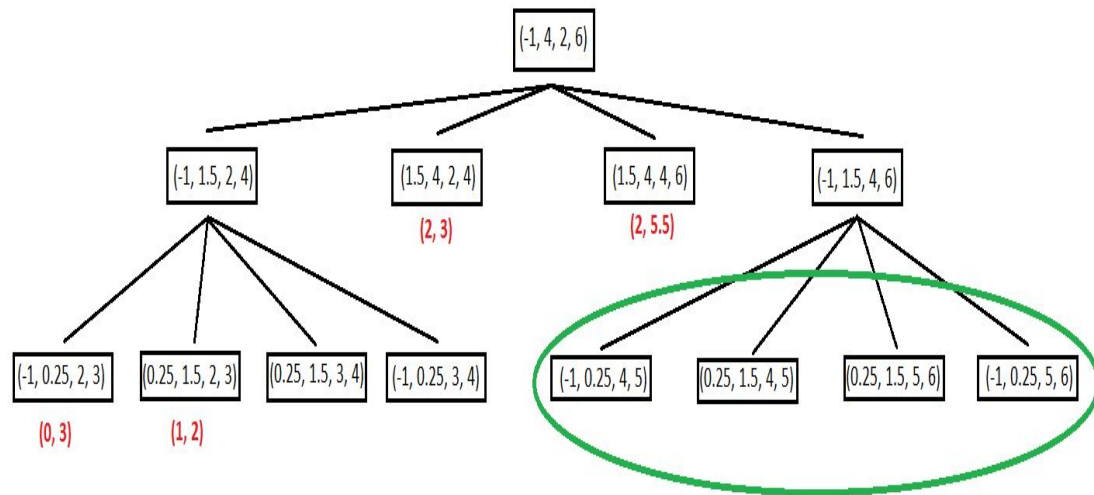 (-1, 4, 2, 6)
(-1, 1.5, 2, 4)
(1.5, 4, 2, 4)
(1.5, 4, 4, 6)
(-1, 1.5, 4, 6)
(2, 3)
(2, 5.5)
(-1, 0.25, 2, 3)
(0.25, 1.5, 2, 3)
(0.25, 1.5, 3, 4)
(-1, 0.25, 3, 4)
(-1, 0.25, 4, 5)
(0.25, 1.5, 4, 5)
(0.25, 1.5, 5, 6)
(-1, 0.25, 5, 6)
(0, 3)
(1, 2)